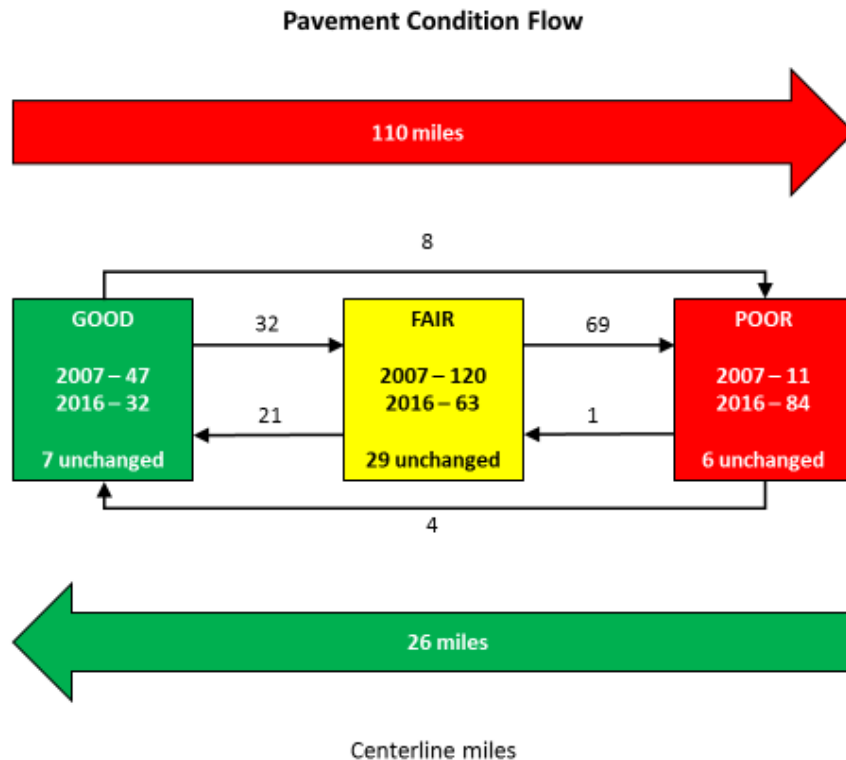 Pavement Condition Flow
110 miles
8
GOOD
2007 – 47
2016 – 32
7 unchanged
32
21
FAIR
2007 – 120
2016 – 63
29 unchanged
69
1
POOR
2007 – 11
2016 – 84
6 unchanged
4
26 miles
Centerline miles